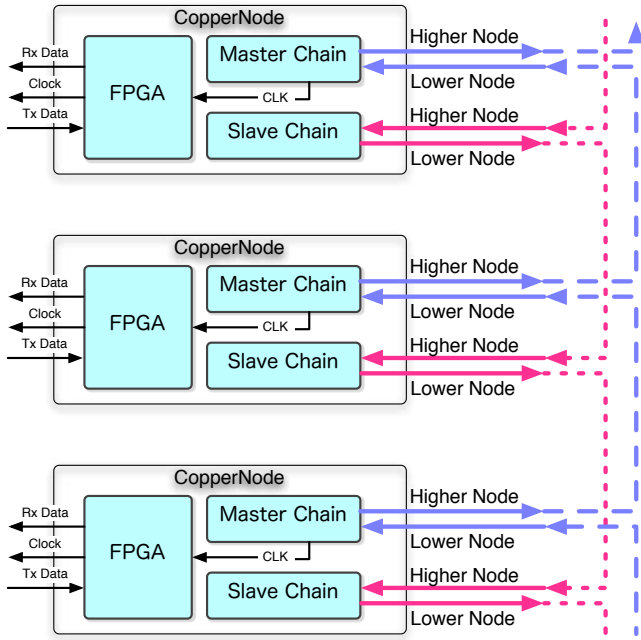 CopperNode
Rx Data
Clock
Tx Data
FPGA
Master Chain
CLK
Slave Chain
Higher Node
Lower Node
Higher Node
Lower Node
CopperNode
Rx Data
Clock
Tx Data
FPGA
Master Chain
CLK
Slave Chain
Higher Node
Lower Node
Higher Node
Lower Node
CopperNode
Rx Data
Clock
Tx Data
FPGA
Master Chain
CLK
Slave Chain
Higher Node
Lower Node
Higher Node
Lower Node